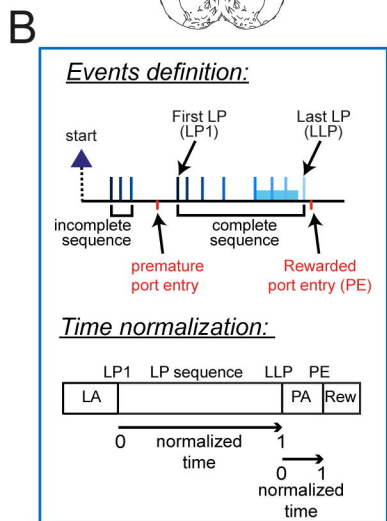 B
Events definition:
First LP
(LP1)
Last LP
(LLP)
start
incomplete
sequence
complete
sequence
premature
port entry
Rewarded
port entry (PE)
Time normalization:
LP1 LP sequence LLP PE
LA PA Rew
0 normalized 1
time
0 1
normalized
time